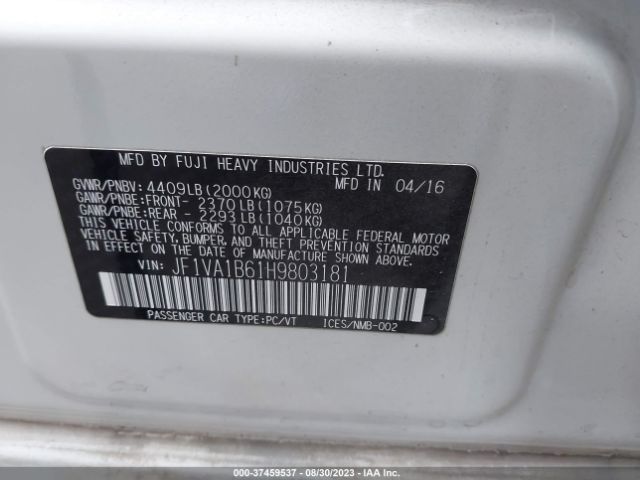 MFD BY FUJI HEAVY INDUSTRIES LTD.
GVWR/PNBV: 4409LB(2000KG) MFD IN 04/16
GAWR/PNBE:FRONT- 2370LB(1075KG)
GAWR/PNBE:REAR - 2293LB(1040KG)
THIS VEHICLE CONFORMS TO ALL APPLICABLE FEDERAL MOTOR
VEHICLE SAFETY, BUMPER, AND THEFT PREVENTION STANDARDS
IN EFFECT ON THE DATE OF MANUFACTURE SHOWN ABOVE.
VIN: JF1VA1B61H9803181
PASSENGER CAR TYPE:PC/VT ICES/NMB-002
000-37459537 - 08/30/2023 - IAA Inc.